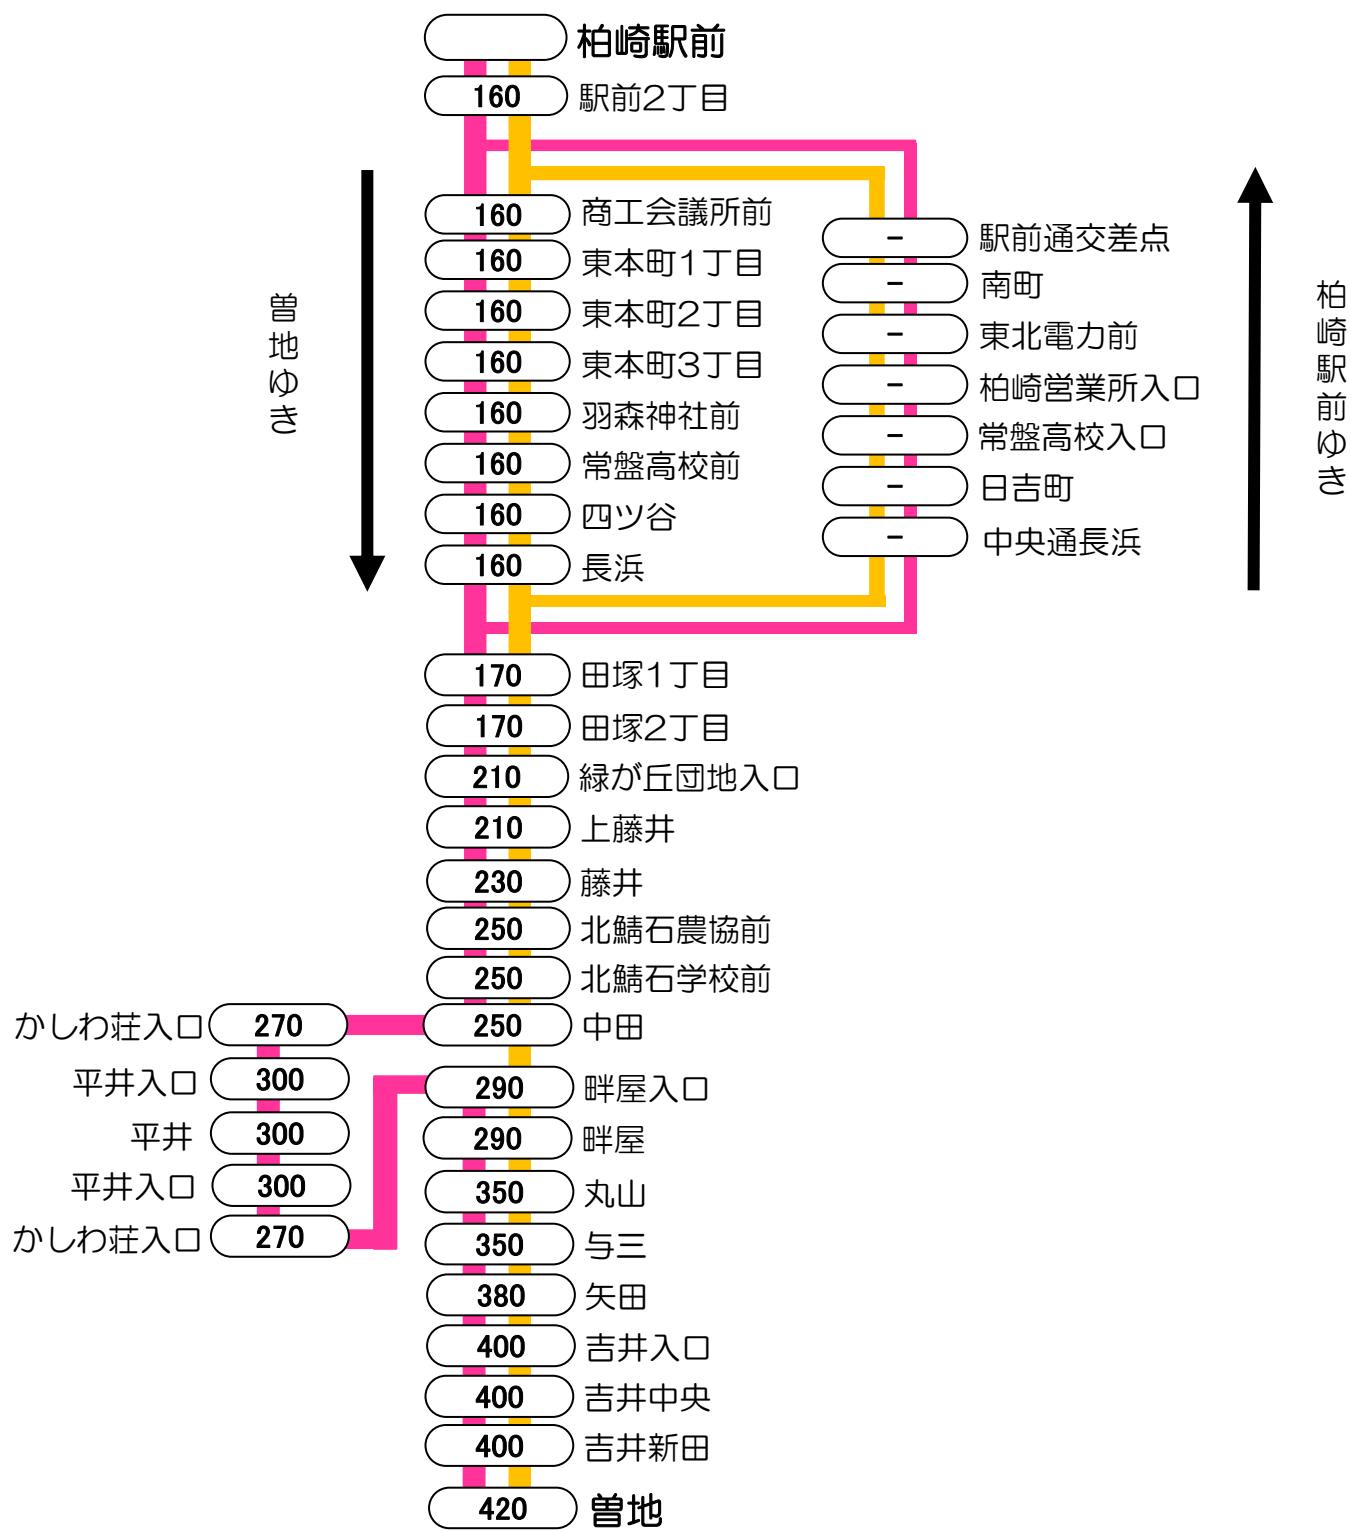 柏崎駅前
160 駅前2丁目
160 商工会議所前
160 東本町1丁目
160 東本町2丁目
160 東本町3丁目
160 羽森神社前
160 常盤高校前
160 四ツ谷
160 長浜
- 駅前通交差点
- 南町
- 東北電力前
- 柏崎営業所入口
- 常盤高校入口
- 日吉町
- 中央通長浜
曽地ゆき
柏崎駅前ゆき
170 田塚1丁目
170 田塚2丁目
210 緑が丘団地入口
210 上藤井
230 藤井
250 北鯖石農協前
250 北鯖石学校前
250 中田
かしわ荘入口 270
平井入口 300
平井 300
平井入口 300
かしわ荘入口 270
290 畔屋入口
290 畔屋
350 丸山
350 与三
380 矢田
400 吉井入口
400 吉井中央
400 吉井新田
420 曽地